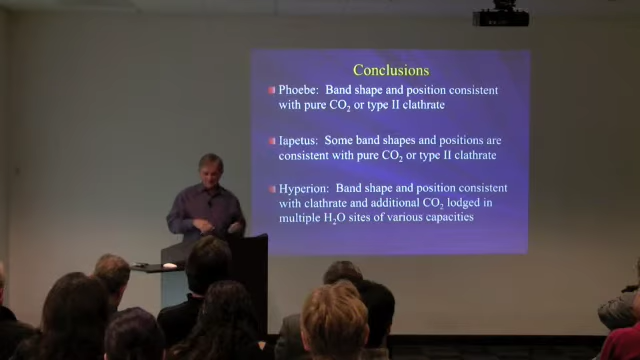 Conclusions
Phoebe: Band shape and position consistent
with pure CO₂ or type II clathrate
Iapetus: Some band shapes and positions are
consistent with pure CO₂ or type II clathrate
Hyperion: Band shape and position consistent
with clathrate and additional CO₂ lodged in
multiple H₂O sites of various capacities